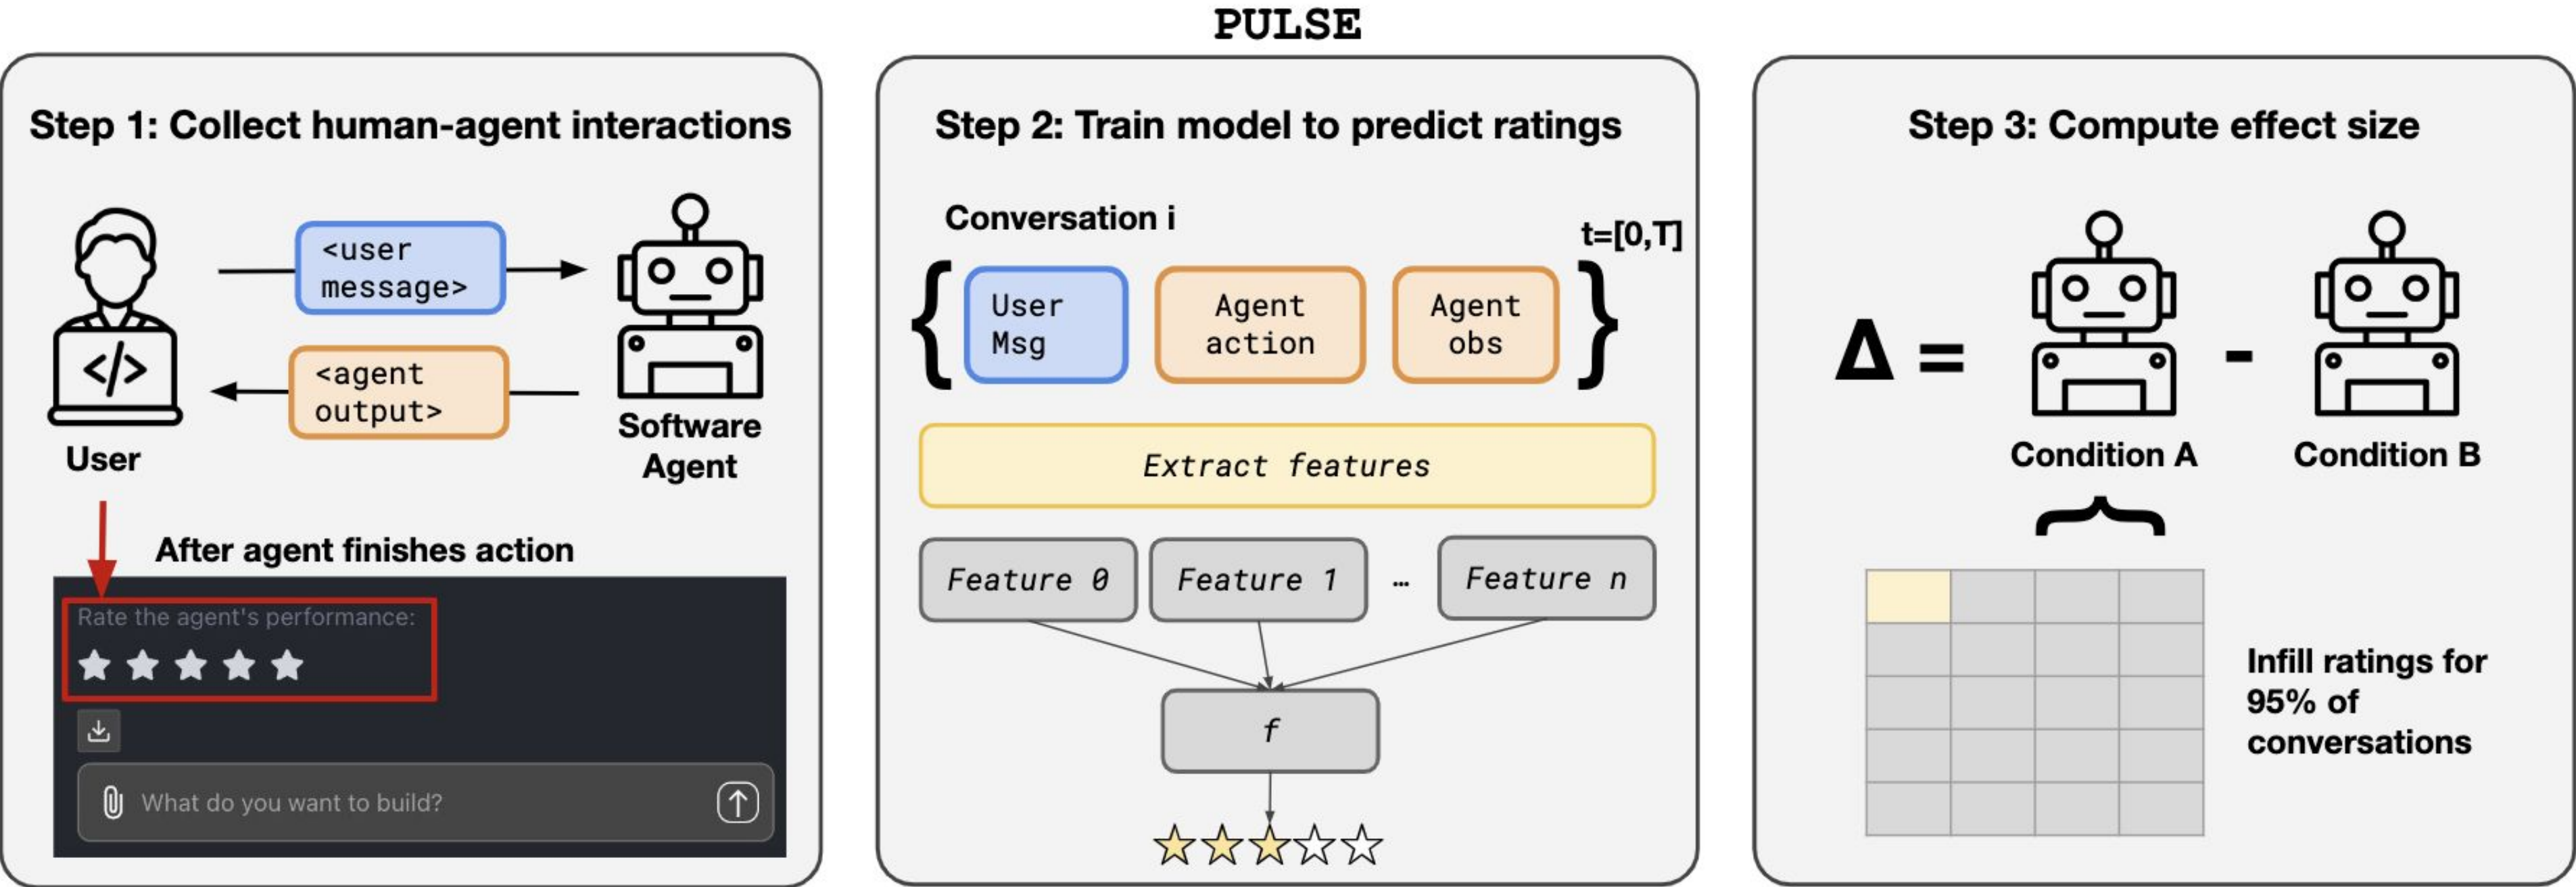 PULSE
Step 1: Collect human-agent interactions
<user
message>
</>
<agent
output>
User
Software
Agent
After agent finishes action
Rate the agent's performance:
What do you want to build?
Step 2: Train model to predict ratings
Conversation i
t=[0,T]
{ User
Msg
Agent
action
Agent
obs }
Extract features
Feature 0
Feature 1
…
Feature n
f
Step 3: Compute effect size
Δ = -
Condition A
Condition B
Infill ratings for
95% of
conversations